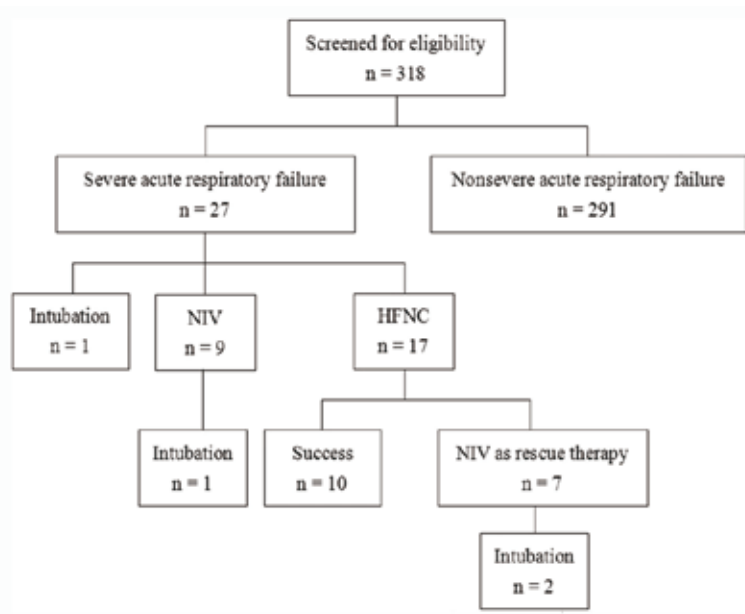 Screened for eligibility
n = 318
Severe acute respiratory failure
n = 27
Nonsevere acute respiratory failure
n = 291
Intubation
n = 1
NIV
n = 9
HFNC
n = 17
Intubation
n = 1
Success
n = 10
NIV as rescue therapy
n = 7
Intubation
n = 2